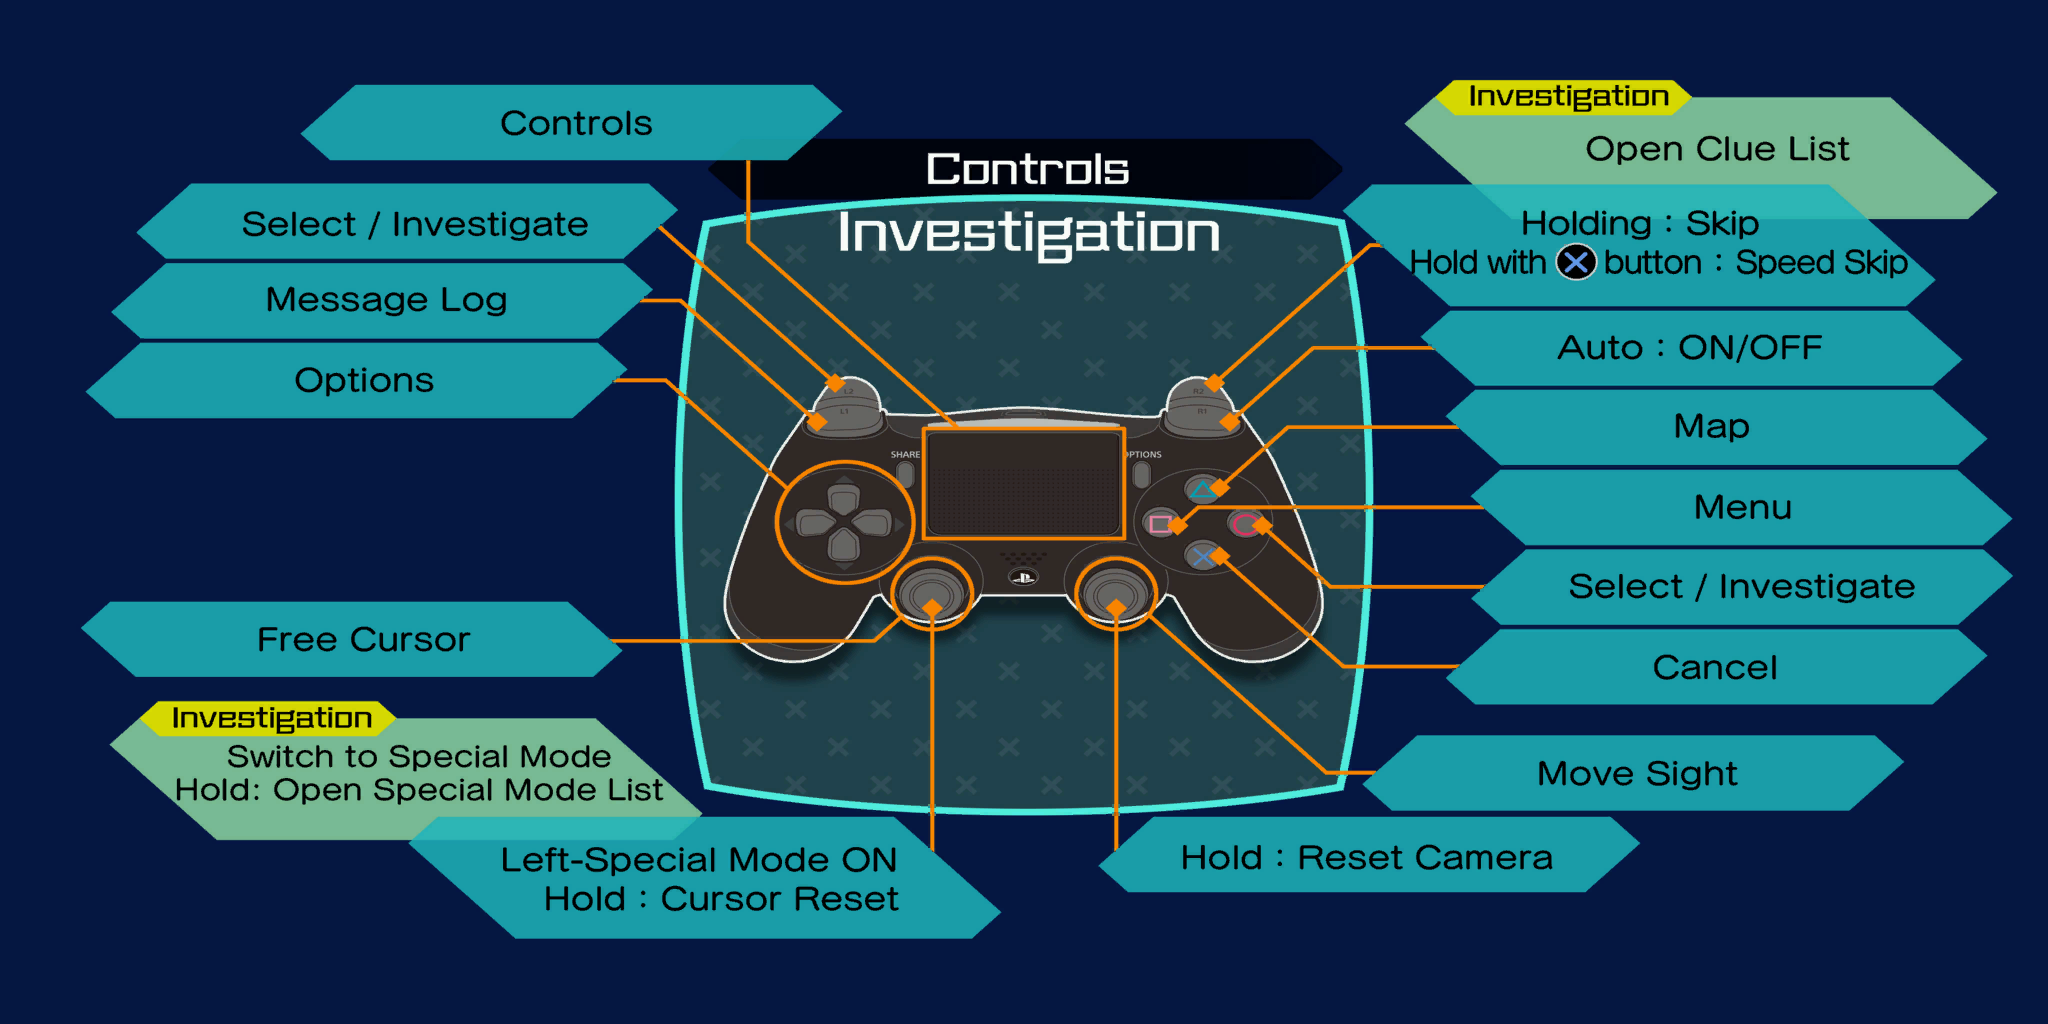 Controls
Controls
Investigation
Select / Investigate
Message Log
Options
Free Cursor
Investigation
Switch to Special Mode
Hold: Open Special Mode List
Left-Special Mode ON
Hold : Cursor Reset
L2
L1
SHARE
OPTIONS
R2
R1
Investigation
Open Clue List
Holding : Skip
Hold with button : Speed Skip
Auto : ON/OFF
Map
Menu
Select / Investigate
Cancel
Move Sight
Hold : Reset Camera